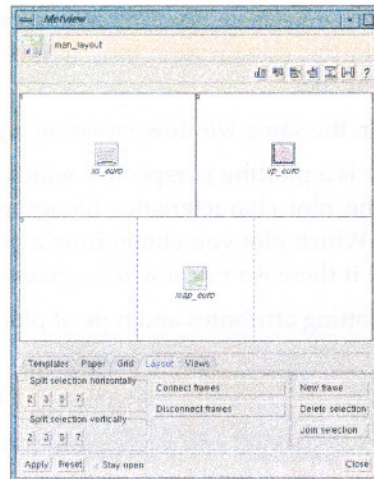 Metview
man_layout
?
xs_euro
vp_euro
map_euro
Templates Paper Grid Layout Views
Split selection horizontally
2 3 5 7
Connect frames
New frame
Disconnect frames
Delete selection
Split selection vertically
Join selection
2 3 5 7
Apply Reset Stay open Close